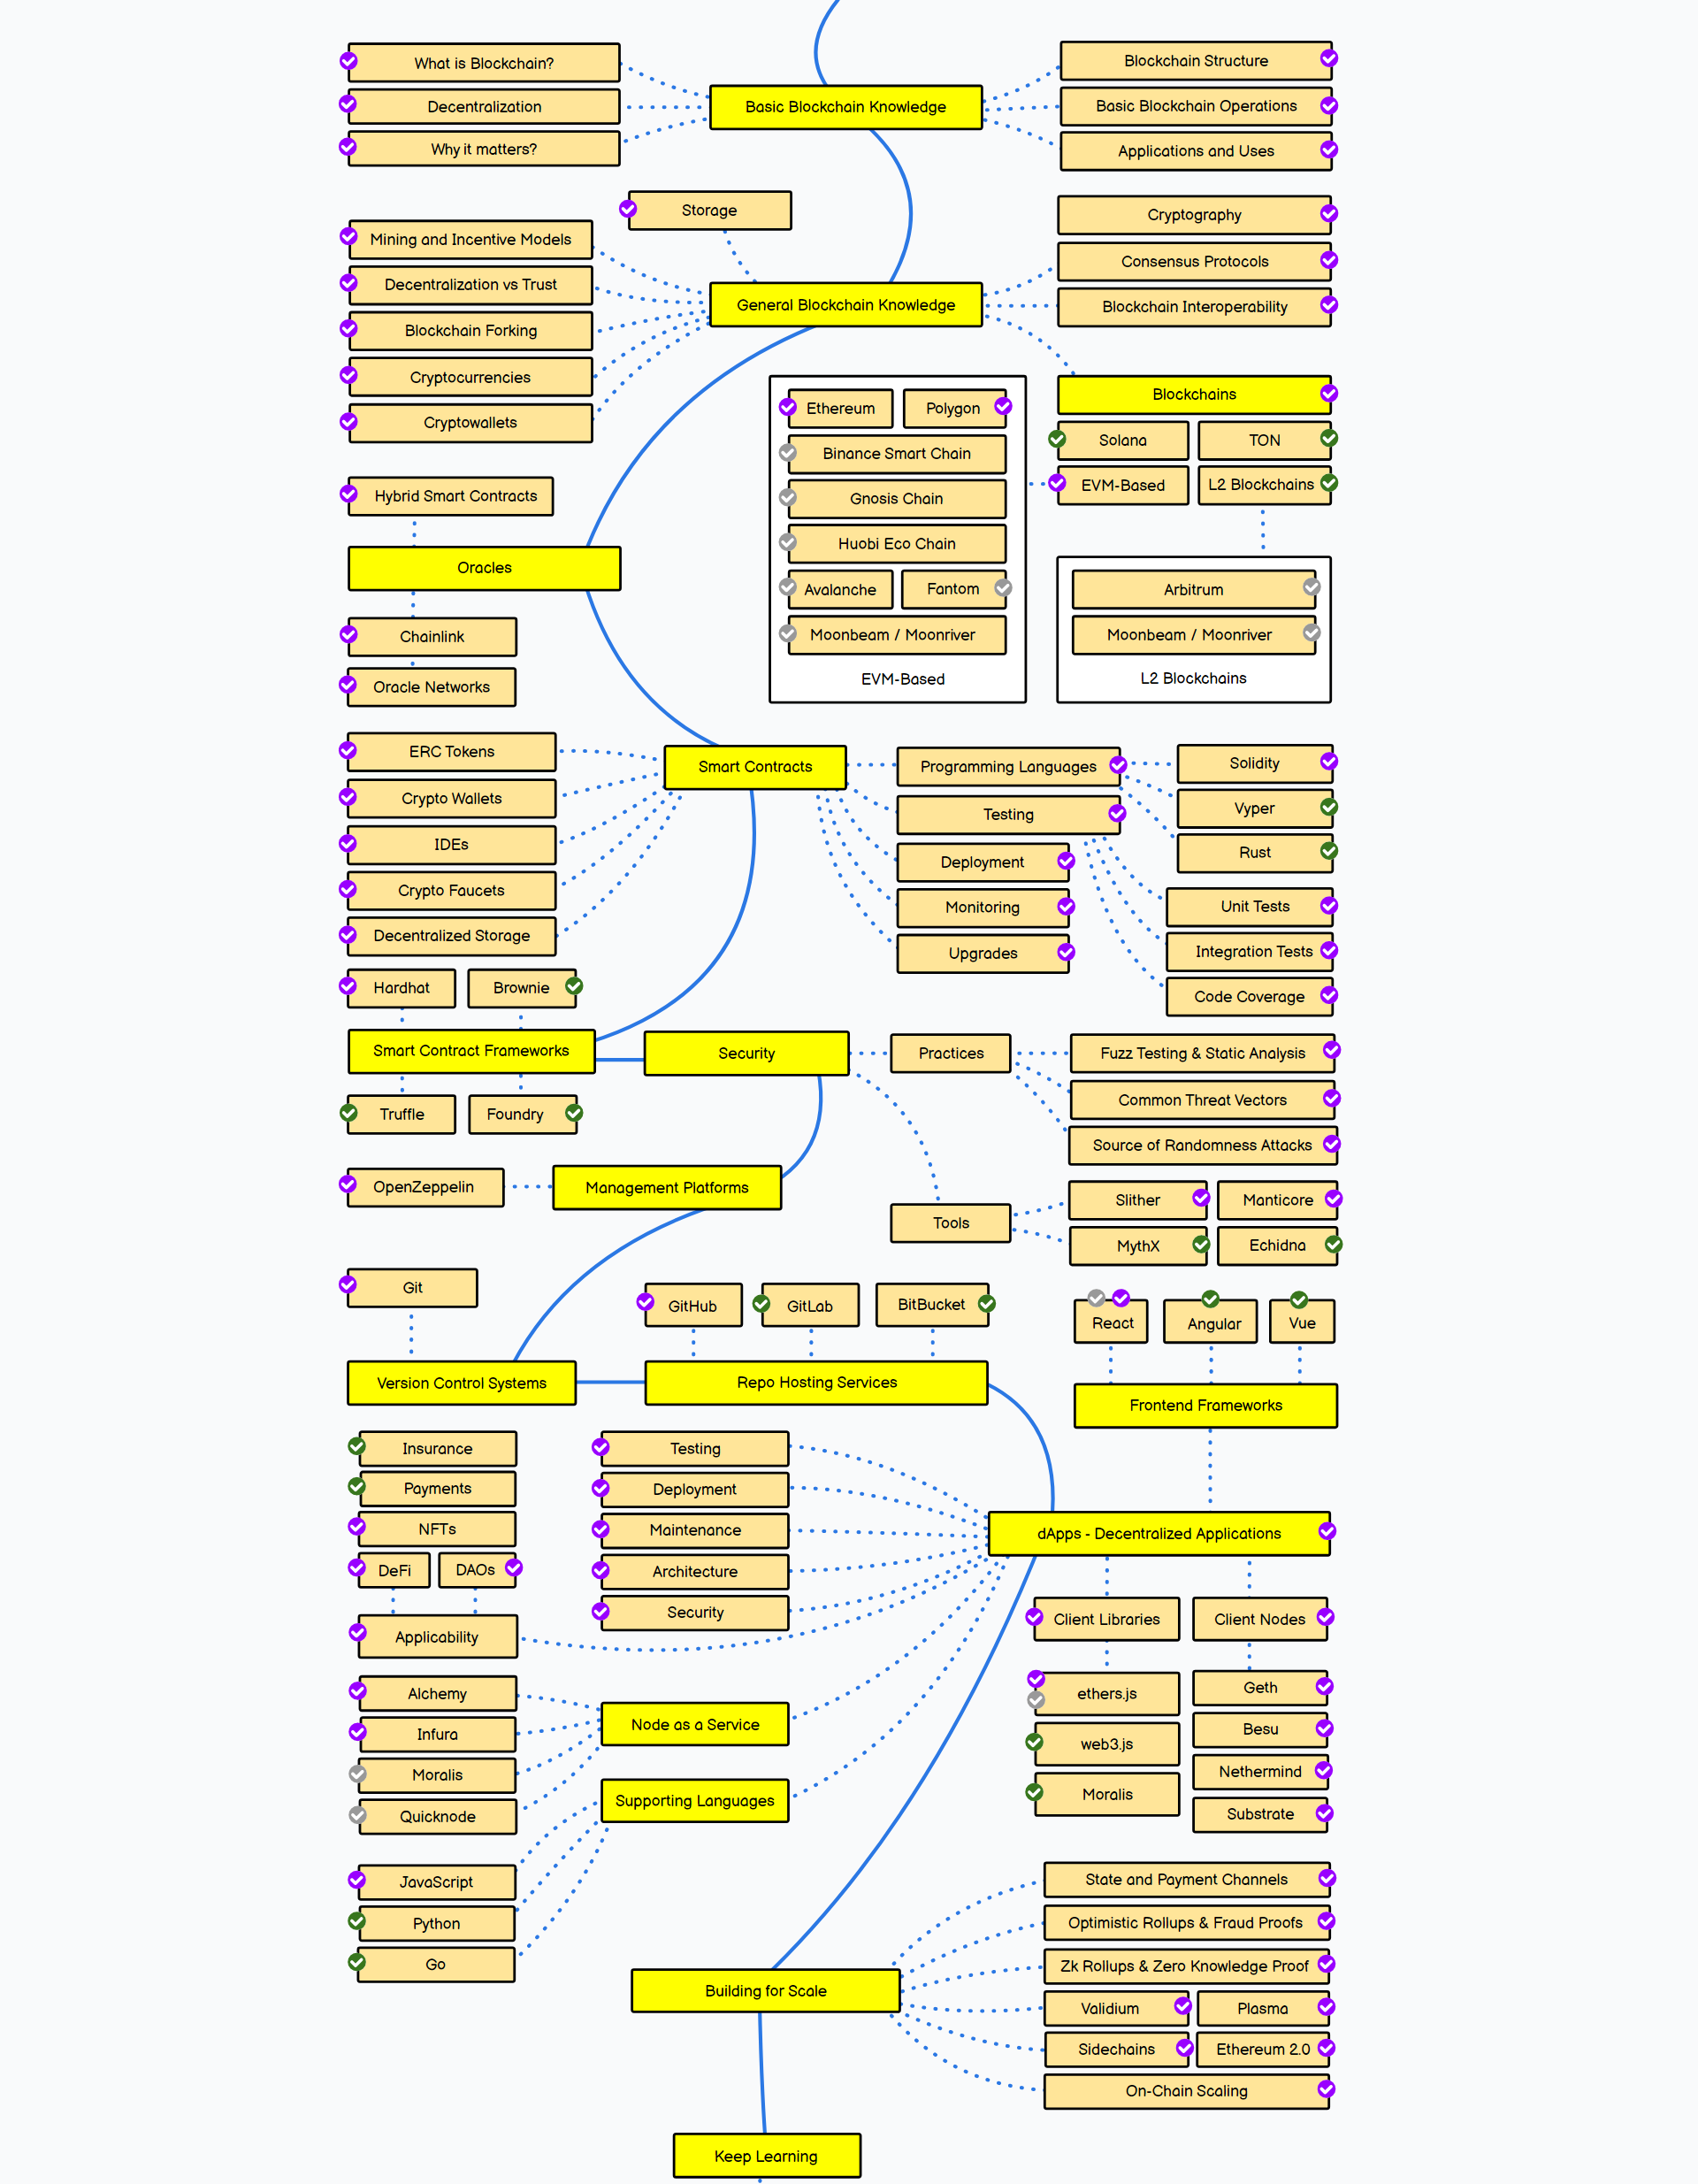 What is Blockchain?
Decentralization
Why it matters?
Basic Blockchain Knowledge
Blockchain Structure
Basic Blockchain Operations
Applications and Uses
Storage
Mining and Incentive Models
Decentralization vs Trust
Blockchain Forking
Cryptocurrencies
Cryptowallets
General Blockchain Knowledge
Cryptography
Consensus Protocols
Blockchain Interoperability
Blockchains
Solana
TON
EVM-Based
L2 Blockchains
Ethereum
Polygon
Binance Smart Chain
Gnosis Chain
Huobi Eco Chain
Avalanche
Fantom
Moonbeam / Moonriver
EVM-Based
Arbitrum
Moonbeam / Moonriver
L2 Blockchains
Hybrid Smart Contracts
Oracles
Chainlink
Oracle Networks
ERC Tokens
Crypto Wallets
IDEs
Crypto Faucets
Decentralized Storage
Smart Contracts
Programming Languages
Testing
Deployment
Monitoring
Upgrades
Solidity
Vyper
Rust
Unit Tests
Integration Tests
Code Coverage
Hardhat
Brownie
Smart Contract Frameworks
Truffle
Foundry
Security
Practices
Fuzz Testing & Static Analysis
Common Threat Vectors
Source of Randomness Attacks
Tools
Slither
Manticore
MythX
Echidna
OpenZeppelin
Management Platforms
Git
Version Control Systems
GitHub
GitLab
BitBucket
Repo Hosting Services
React
Angular
Vue
Frontend Frameworks
Insurance
Payments
NFTs
DeFi
DAOs
Applicability
Testing
Deployment
Maintenance
Architecture
Security
dApps - Decentralized Applications
Client Libraries
Client Nodes
ethers.js
web3.js
Moralis
Geth
Besu
Nethermind
Substrate
Alchemy
Infura
Moralis
Quicknode
Node as a Service
Supporting Languages
JavaScript
Python
Go
Building for Scale
State and Payment Channels
Optimistic Rollups & Fraud Proofs
Zk Rollups & Zero Knowledge Proof
Validium
Plasma
Sidechains
Ethereum 2.0
On-Chain Scaling
Keep Learning